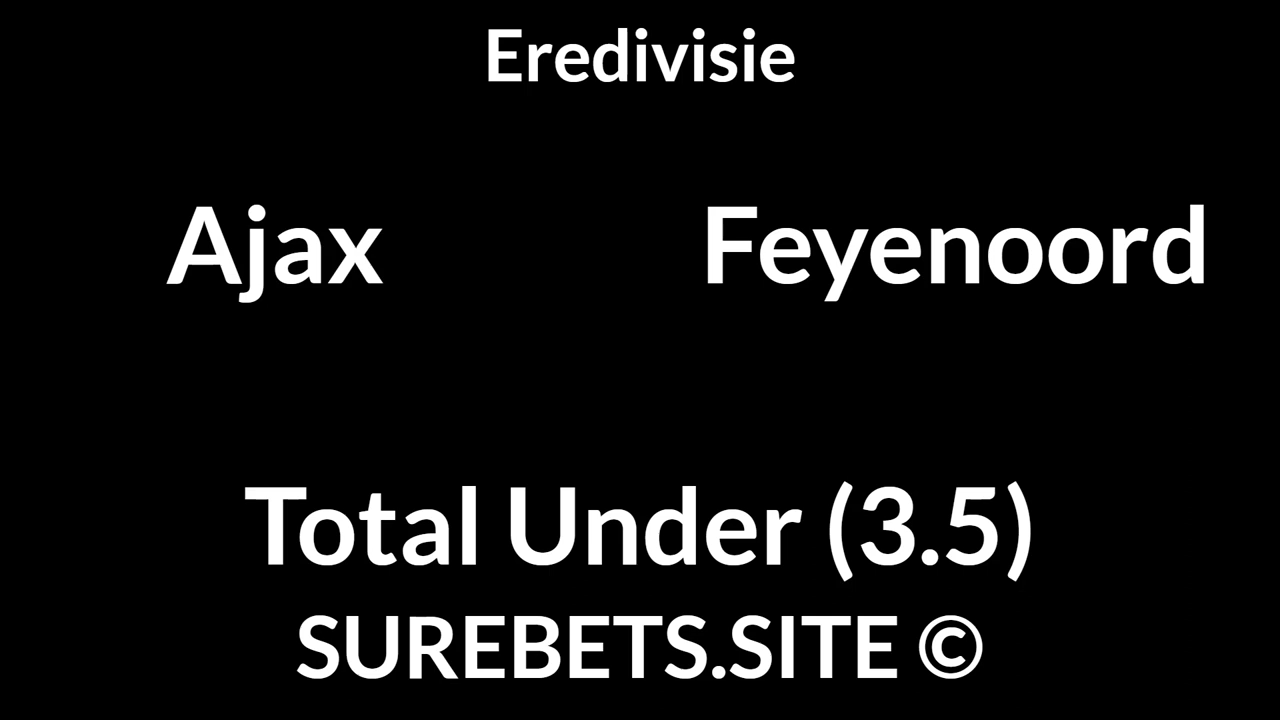 Eredivisie
Ajax Feyenoord
Total Under (3.5)
SUREBETS.SITE ©